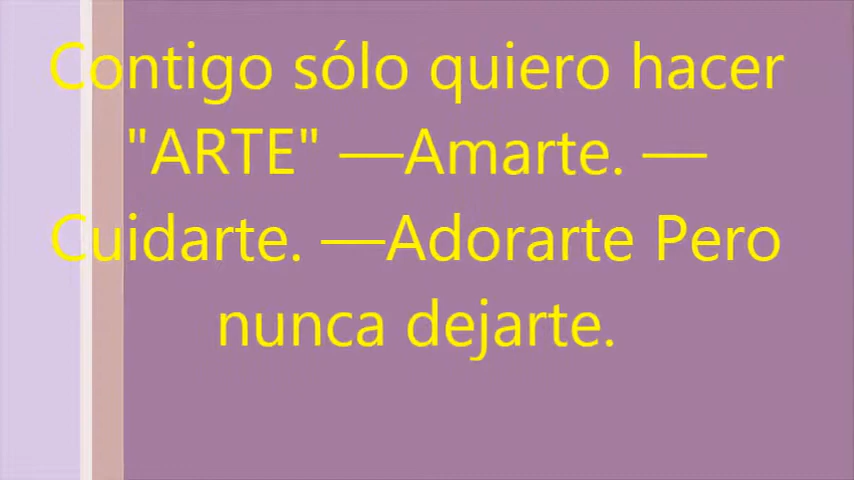 Contigo sólo quiero hacer
"ARTE" —Amarte. —
Cuidarte. —Adorarte Pero
nunca dejarte.